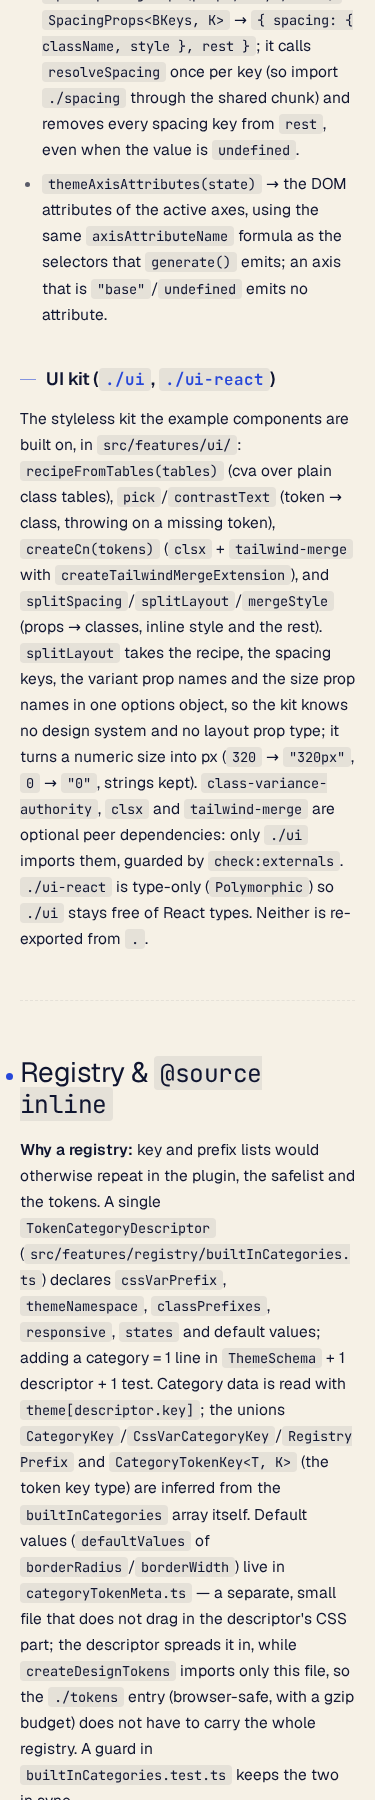 SpacingProps<BKeys, K> → { spacing: {
className, style }, rest } ; it calls
resolveSpacing once per key (so import
./spacing through the shared chunk) and
removes every spacing key from rest ,
even when the value is undefined .
• themeAxisAttributes(state) → the DOM
attributes of the active axes, using the
same axisAttributeName formula as the
selectors that generate() emits; an axis
that is "base" / undefined emits no
attribute.
— UI kit ( ./ui , ./ui-react )
The styleless kit the example components are
built on, in src/features/ui/ :
recipeFromTables(tables) (cva over plain
class tables), pick / contrastText (token →
class, throwing on a missing token),
createCn(tokens) ( clsx + tailwind-merge
with createTailwindMergeExtension ), and
splitSpacing / splitLayout / mergeStyle
(props → classes, inline style and the rest).
splitLayout takes the recipe, the spacing
keys, the variant prop names and the size prop
names in one options object, so the kit knows
no design system and no layout prop type; it
turns a numeric size into px ( 320 → "320px" ,
0 → "0" , strings kept). class-variance-
authority , clsx and tailwind-merge are
optional peer dependencies: only ./ui
imports them, guarded by check:externals .
./ui-react is type-only ( Polymorphic ) so
./ui stays free of React types. Neither is re-
exported from . .
Registry & @source
inline
Why a registry: key and prefix lists would
otherwise repeat in the plugin, the safelist and
the tokens. A single
TokenCategoryDescriptor
( src/features/registry/builtInCategories.
ts ) declares cssVarPrefix ,
themeNamespace , classPrefixes ,
responsive , states and default values;
adding a category = 1 line in ThemeSchema + 1
descriptor + 1 test. Category data is read with
theme[descriptor.key] ; the unions
CategoryKey / CssVarCategoryKey / Registry
Prefix and CategoryTokenKey<T, K> (the
token key type) are inferred from the
builtInCategories array itself. Default
values ( defaultValues of
borderRadius / borderWidth ) live in
categoryTokenMeta.ts — a separate, small
file that does not drag in the descriptor's CSS
part; the descriptor spreads it in, while
createDesignTokens imports only this file, so
the ./tokens entry (browser-safe, with a gzip
budget) does not have to carry the whole
registry. A guard in
builtInCategories.test.ts keeps the two